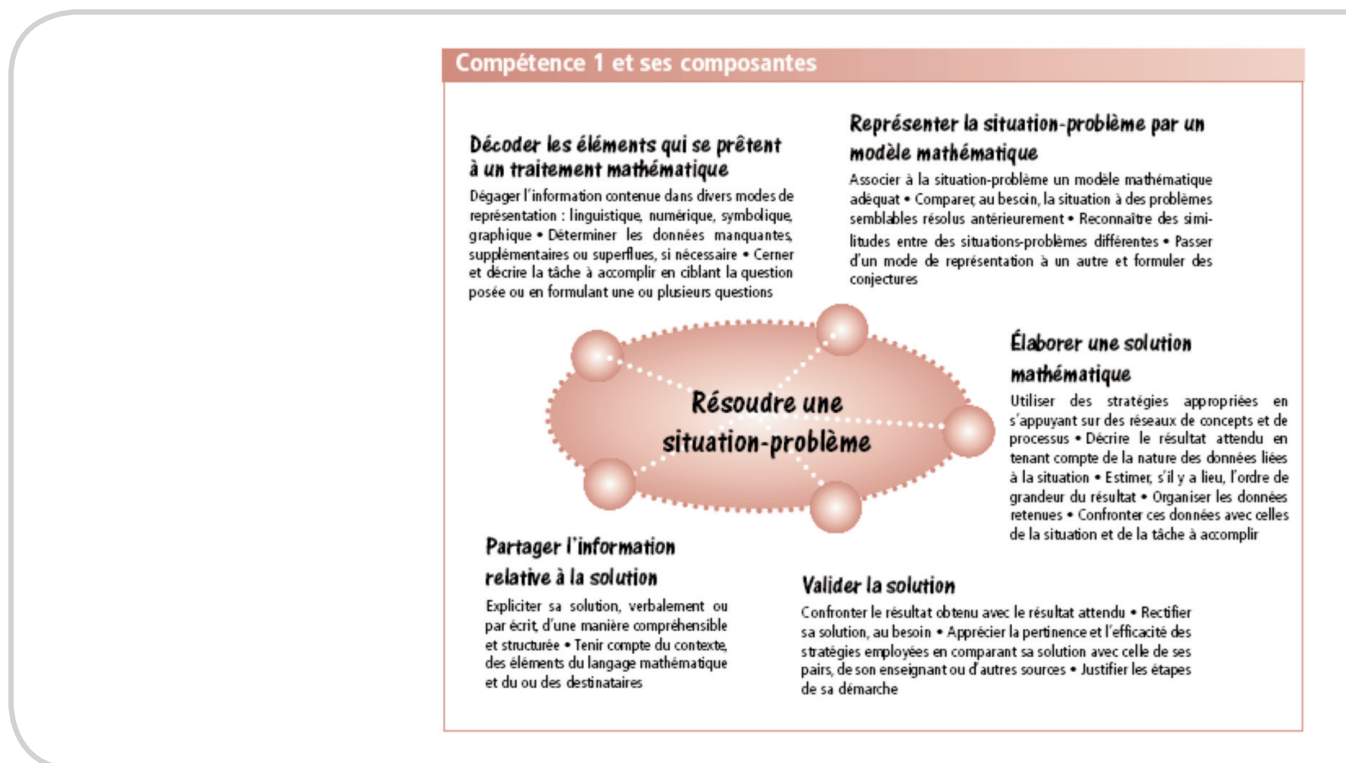 Compétence 1 et ses composantes
Décoder les éléments qui se prêtent
à un traitement mathématique
Dégager l'information contenue dans divers modes de
représentation : linguistique, numérique, symbolique,
graphique • Déterminer les données manquantes,
supplémentaires ou superflues, si nécessaire • Cerner
et décrire la tâche à accomplir en ciblant la question
posée ou en formulant une ou plusieurs questions
Représenter la situation-problème par un
modèle mathématique
Associer à la situation-problème un modèle mathématique
adéquat • Comparer, au besoin, la situation à des problèmes
semblables résolus antérieurement • Reconnaître des simi-
litudes entre des situations-problèmes différentes • Passer
d'un mode de représentation à un autre et formuler des
conjectures
Élaborer une solution
mathématique
Utiliser des stratégies appropriées en
s'appuyant sur des réseaux de concepts et de
processus • Décrire le résultat attendu en
tenant compte de la nature des données liées
à la situation • Estimer, s'il y a lieu, l'ordre de
grandeur du résultat • Organiser les données
retenues • Confronter ces données avec celles
de la situation et de la tâche à accomplir
Résoudre une
situation-problème
Partager l'information
relative à la solution
Expliciter sa solution, verbalement ou
par écrit, d'une manière compréhensible
et structurée • Tenir compte du contexte,
des éléments du langage mathématique
et du ou des destinataires
Valider la solution
Confronter le résultat obtenu avec le résultat attendu • Rectifier
sa solution, au besoin • Apprécier la pertinence et l'efficacité des
stratégies employées en comparant sa solution avec celle de ses
pairs, de son enseignant ou d'autres sources • Justifier les étapes
de sa démarche